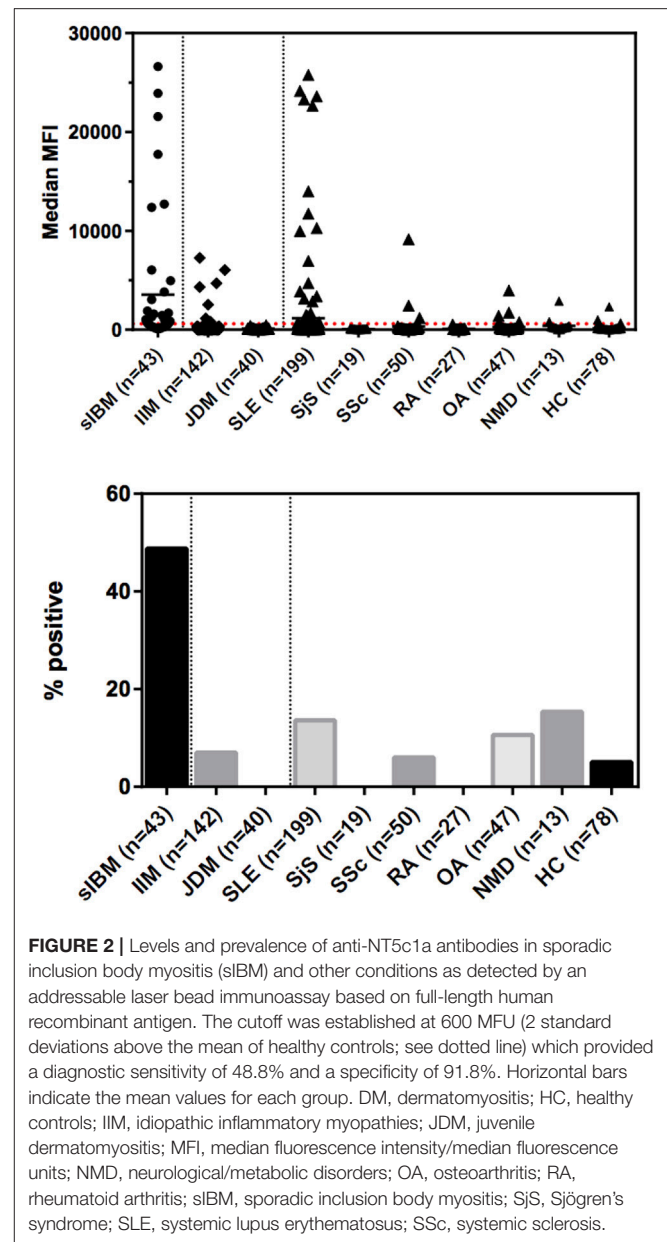 30000
20000
10000
0
Median MFI
sIBM (n=43)
IIM (n=142)
JDM (n=40)
SLE (n=199)
SjS (n=19)
SSc (n=50)
RA (n=27)
OA (n=47)
NMD (n=13)
HC (n=78)
60
40
20
0
% positive
sIBM (n=43)
IIM (n=142)
JDM (n=40)
SLE (n=199)
SjS (n=19)
SSc (n=50)
RA (n=27)
OA (n=47)
NMD (n=13)
HC (n=78)
FIGURE 2 | Levels and prevalence of anti-NT5c1a antibodies in sporadic
inclusion body myositis (sIBM) and other conditions as detected by an
addressable laser bead immunoassay based on full-length human
recombinant antigen. The cutoff was established at 600 MFU (2 standard
deviations above the mean of healthy controls; see dotted line) which provided
a diagnostic sensitivity of 48.8% and a specificity of 91.8%. Horizontal bars
indicate the mean values for each group. DM, dermatomyositis; HC, healthy
controls; IIM, idiopathic inflammatory myopathies; JDM, juvenile
dermatomyositis; MFI, median fluorescence intensity/median fluorescence
units; NMD, neurological/metabolic disorders; OA, osteoarthritis; RA,
rheumatoid arthritis; sIBM, sporadic inclusion body myositis; SjS, Sjögren's
syndrome; SLE, systemic lupus erythematosus; SSc, systemic sclerosis.